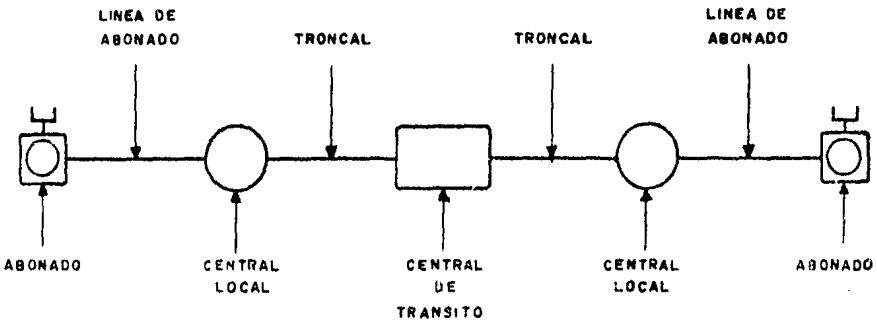 LINEA DE
ABONADO
TRONCAL
TRONCAL
LINEA DE
ABONADO
ABONADO
CENTRAL
LOCAL
CENTRAL
DE
TRANSITO
CENTRAL
LOCAL
ABONADO